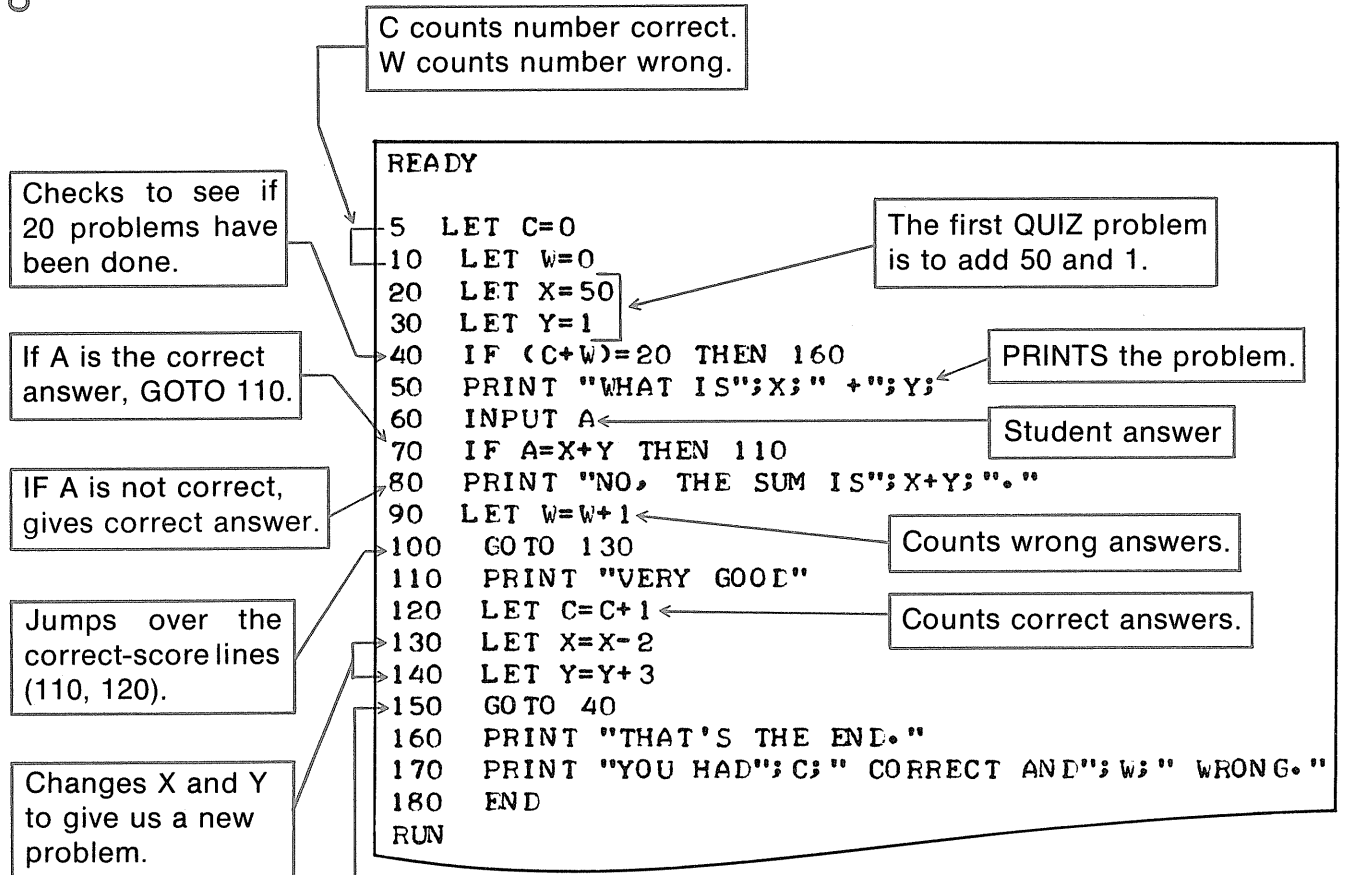 C counts number correct.
W counts number wrong.
Checks to see if
20 problems have
been done.
If A is the correct
answer, GOTO 110.
IF A is not correct,
gives correct answer.
Jumps over the
correct-score lines
(110, 120).
Changes X and Y
to give us a new
problem.
READY
5 LET C=0
10 LET W=0
20 LET X=50
30 LET Y=1
40 IF (C+W)=20 THEN 160
50 PRINT "WHAT IS";X;" +";Y;
60 INPUT A
70 IF A=X+Y THEN 110
80 PRINT "NO, THE SUM IS";X+Y;"."
90 LET W=W+1
100 GOTO 130
110 PRINT "VERY GOOD"
120 LET C=C+1
130 LET X=X-2
140 LET Y=Y+3
150 GOTO 40
160 PRINT "THAT'S THE END."
170 PRINT "YOU HAD";C;" CORRECT AND";W;" WRONG."
180 END
RUN
The first QUIZ problem
is to add 50 and 1.
PRINTS the problem.
Student answer
Counts wrong answers.
Counts correct answers.